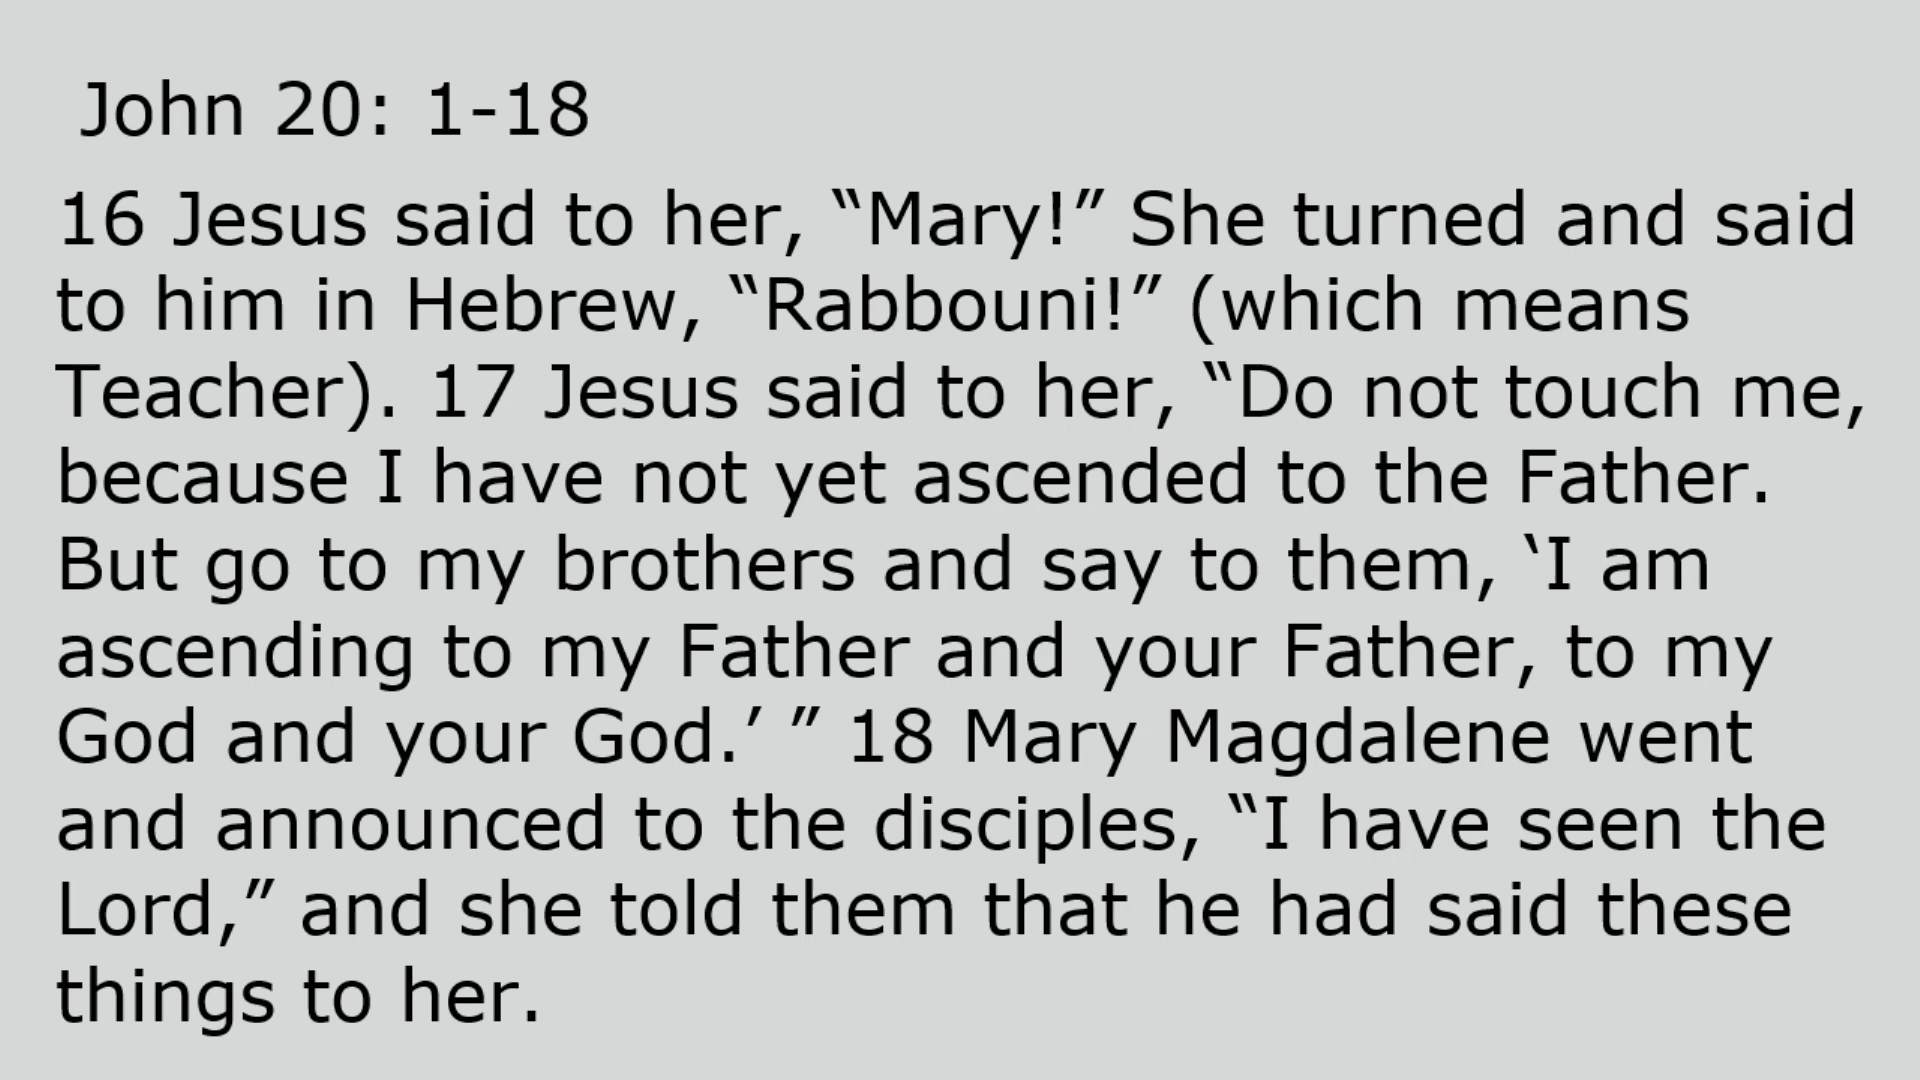 John 20: 1-18
16 Jesus said to her, “Mary!” She turned and said
to him in Hebrew, “Rabbouni!” (which means
Teacher). 17 Jesus said to her, “Do not touch me,
because I have not yet ascended to the Father.
But go to my brothers and say to them, ‘I am
ascending to my Father and your Father, to my
God and your God.’ ” 18 Mary Magdalene went
and announced to the disciples, “I have seen the
Lord,” and she told them that he had said these
things to her.